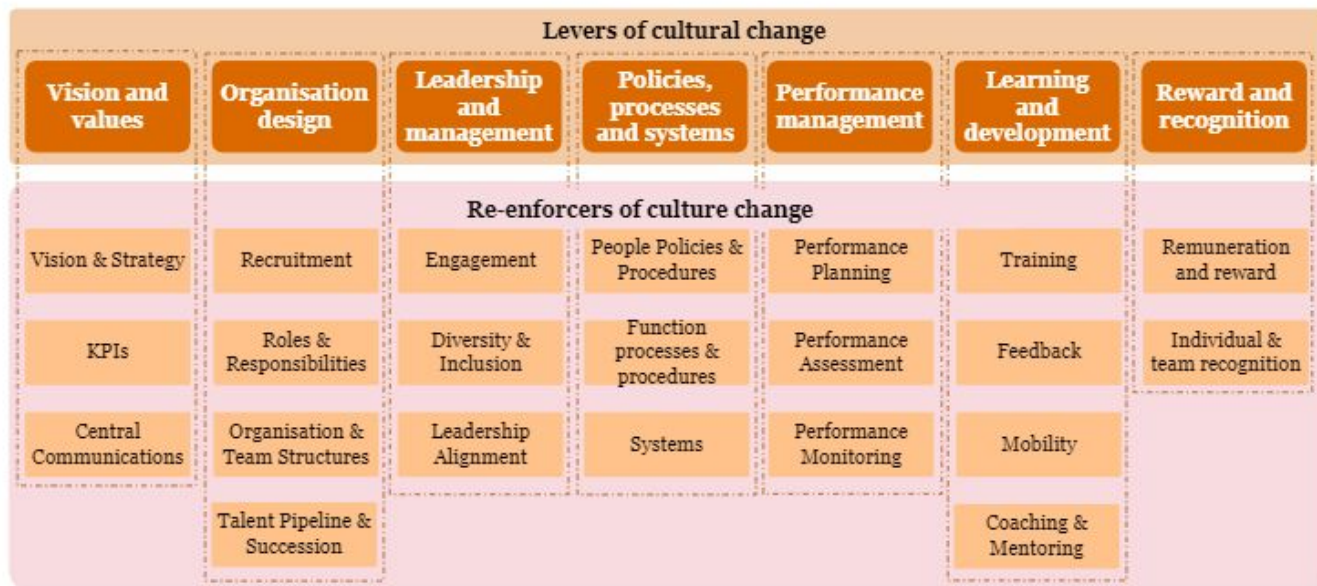 Levers of cultural change
Vision and
values
Organisation
design
Leadership
and
management
Policies,
processes
and systems
Performance
management
Learning
and
development
Reward and
recognition
Re-enforcers of culture change
Vision & Strategy
Recruitment
Engagement
People Policies &
Procedures
Performance
Planning
Training
Remuneration
and reward
KPIs
Roles &
Responsibilities
Diversity &
Inclusion
Function
processes &
procedures
Performance
Assessment
Feedback
Individual &
team recognition
Central
Communications
Organisation &
Team Structures
Leadership
Alignment
Systems
Performance
Monitoring
Mobility
Talent Pipeline &
Succession
Coaching &
Mentoring